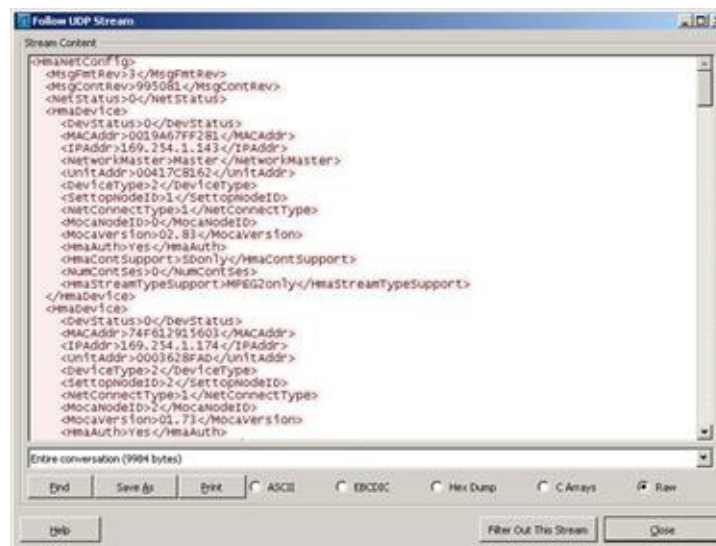 Follow UDP Stream
Stream Content
<HmaNetConfig>
<MsgFmtRev>3</MsgFmtRev>
<MsgContRev>995081</MsgContRev>
<NetStatus>0</NetStatus>
<HmaDevice>
<DevStatus>0</DevStatus>
<MACAddr>0019A67FF281</MACAddr>
<IPAddr>169.254.1.143</IPAddr>
<NetworkMaster>Master</NetworkMaster>
<UnitAddr>00417C8162</UnitAddr>
<DeviceType>2</DeviceType>
<SettopNodeID>1</SettopNodeID>
<NetConnectType>1</NetConnectType>
<MocaNodeID>0</MocaNodeID>
<MocaVersion>02.83</MocaVersion>
<HmaAuth>Yes</HmaAuth>
<HmaContSupport>SDonly</HmaContSupport>
<NumContSes>0</NumContSes>
<HmaStreamTypeSupport>MPEG2only</HmaStreamTypeSupport>
</HmaDevice>
<HmaDevice>
<DevStatus>0</DevStatus>
<MACAddr>74F612915603</MACAddr>
<IPAddr>169.254.1.174</IPAddr>
<UnitAddr>0003628FAD</UnitAddr>
<DeviceType>2</DeviceType>
<SettopNodeID>2</SettopNodeID>
<NetConnectType>1</NetConnectType>
<MocaNodeID>2</MocaNodeID>
<MocaVersion>01.73</MocaVersion>
<HmaAuth>Yes</HmaAuth>
Entire conversation (9984 bytes)
Find Save As Print ASCII EBCDIC Hex Dump C Arrays Raw
Help Filter Out This Stream Close